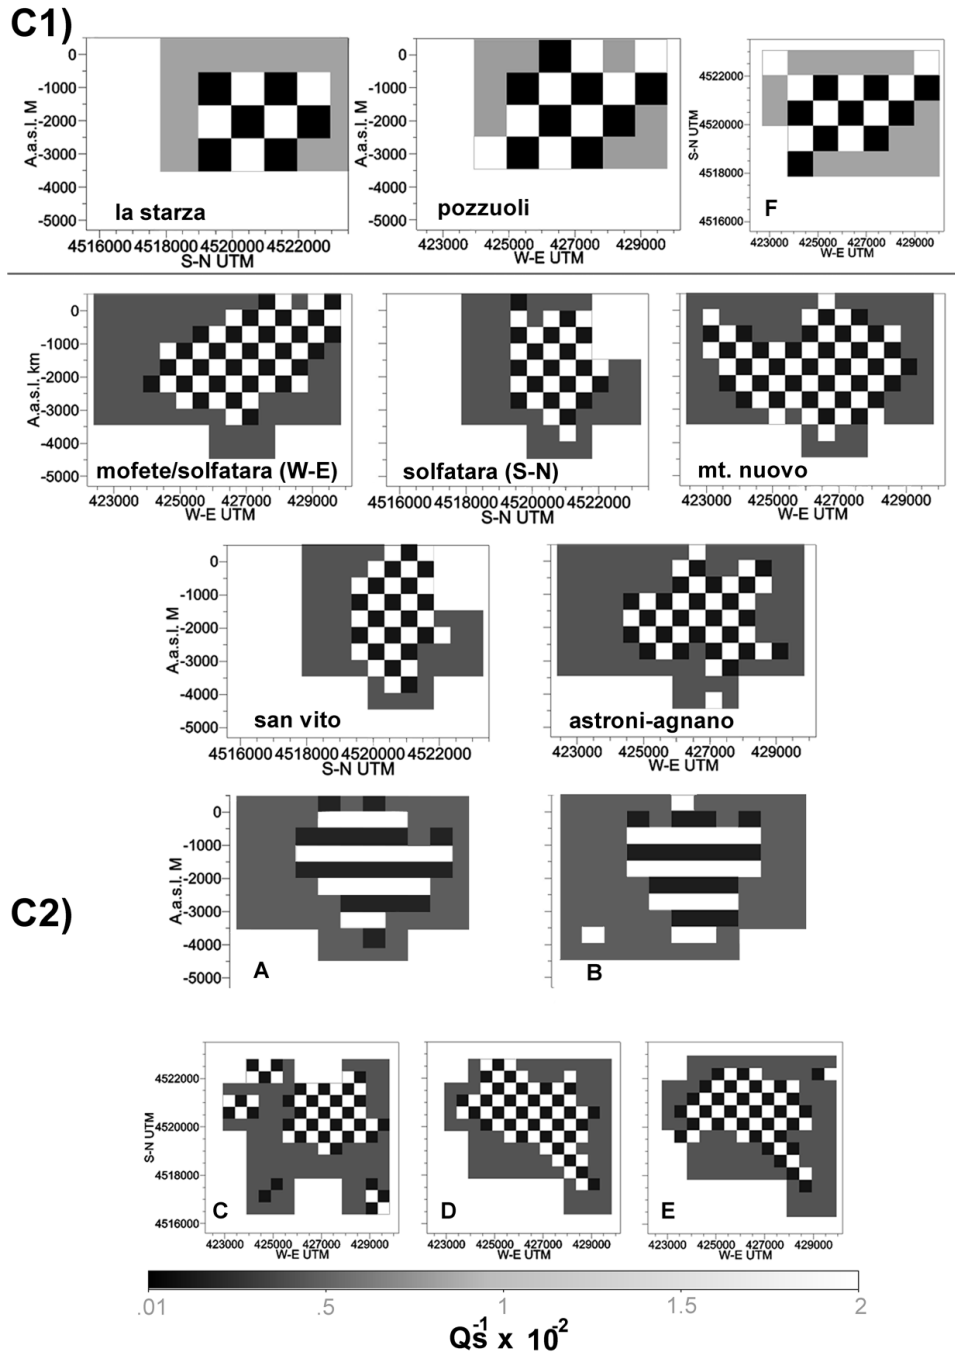 C1)
0
-1000
-2000
-3000
-4000
-5000
A.a.s.l. M
la starza
4516000 4518000 4520000 4522000
S-N UTM
0
-1000
-2000
-3000
-4000
-5000
A.a.s.l. M
pozzuoli
423000 425000 427000 429000
W-E UTM
4522000
4520000
4518000
4516000
S-N UTM
F
423000 425000 427000 429000
W-E UTM
0
-1000
-2000
-3000
-4000
-5000
A.a.s.l. km
mofete/solfatara (W-E)
423000 425000 427000 429000
W-E UTM
solfatara (S-N)
4516000 4518000 4520000 4522000
S-N UTM
mt. nuovo
423000 425000 427000 429000
W-E UTM
0
-1000
-2000
-3000
-4000
-5000
A.a.s.l. M
san vito
4516000 4518000 4520000 4522000
S-N UTM
astroni-agnano
423000 425000 427000 429000
W-E UTM
C2)
0
-1000
-2000
-3000
-4000
-5000
A.a.s.l. M
A
B
4522000
4520000
4518000
4516000
S-N UTM
C
423000 425000 427000 429000
W-E UTM
D
423000 425000 427000 429000
W-E UTM
E
423000 425000 427000 429000
W-E UTM
.01 .5 1 1.5 2
Qs⁻¹ x 10⁻²